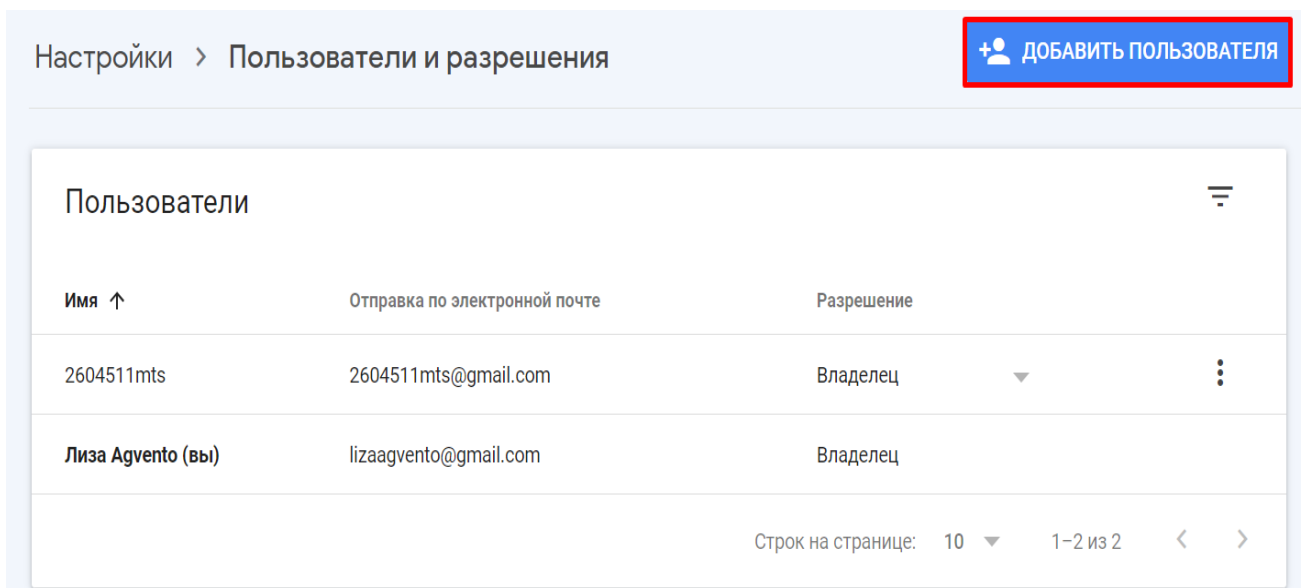 Настройки > Пользователи и разрешения
ДОБАВИТЬ ПОЛЬЗОВАТЕЛЯ
Пользователи
Имя ↑ Отправка по электронной почте Разрешение
2604511mts 2604511mts@gmail.com Владелец
Лиза Agvento (вы) lizaagvento@gmail.com Владелец
Строк на странице: 10 1–2 из 2